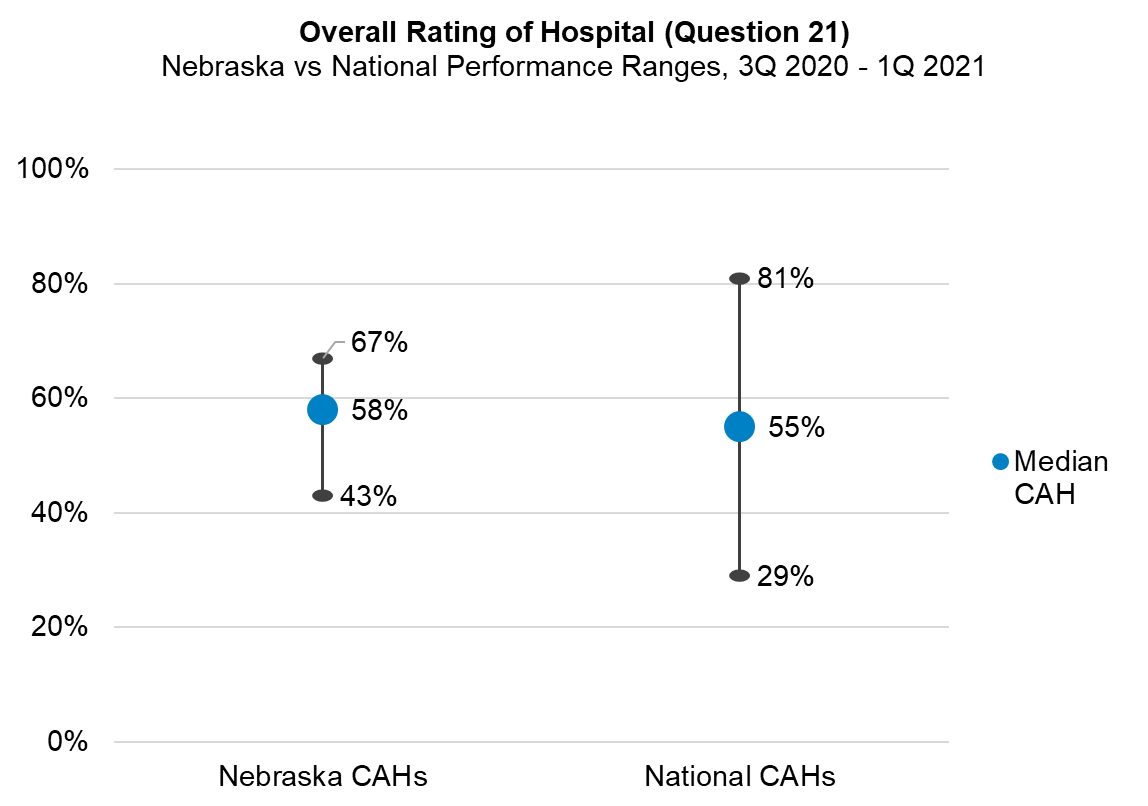 Overall Rating of Hospital (Question 21)
Nebraska vs National Performance Ranges, 3Q 2020 - 1Q 2021
100%
80%
60%
40%
20%
0%
67%
58%
43%
81%
55%
29%
Nebraska CAHs
National CAHs
Median
CAH